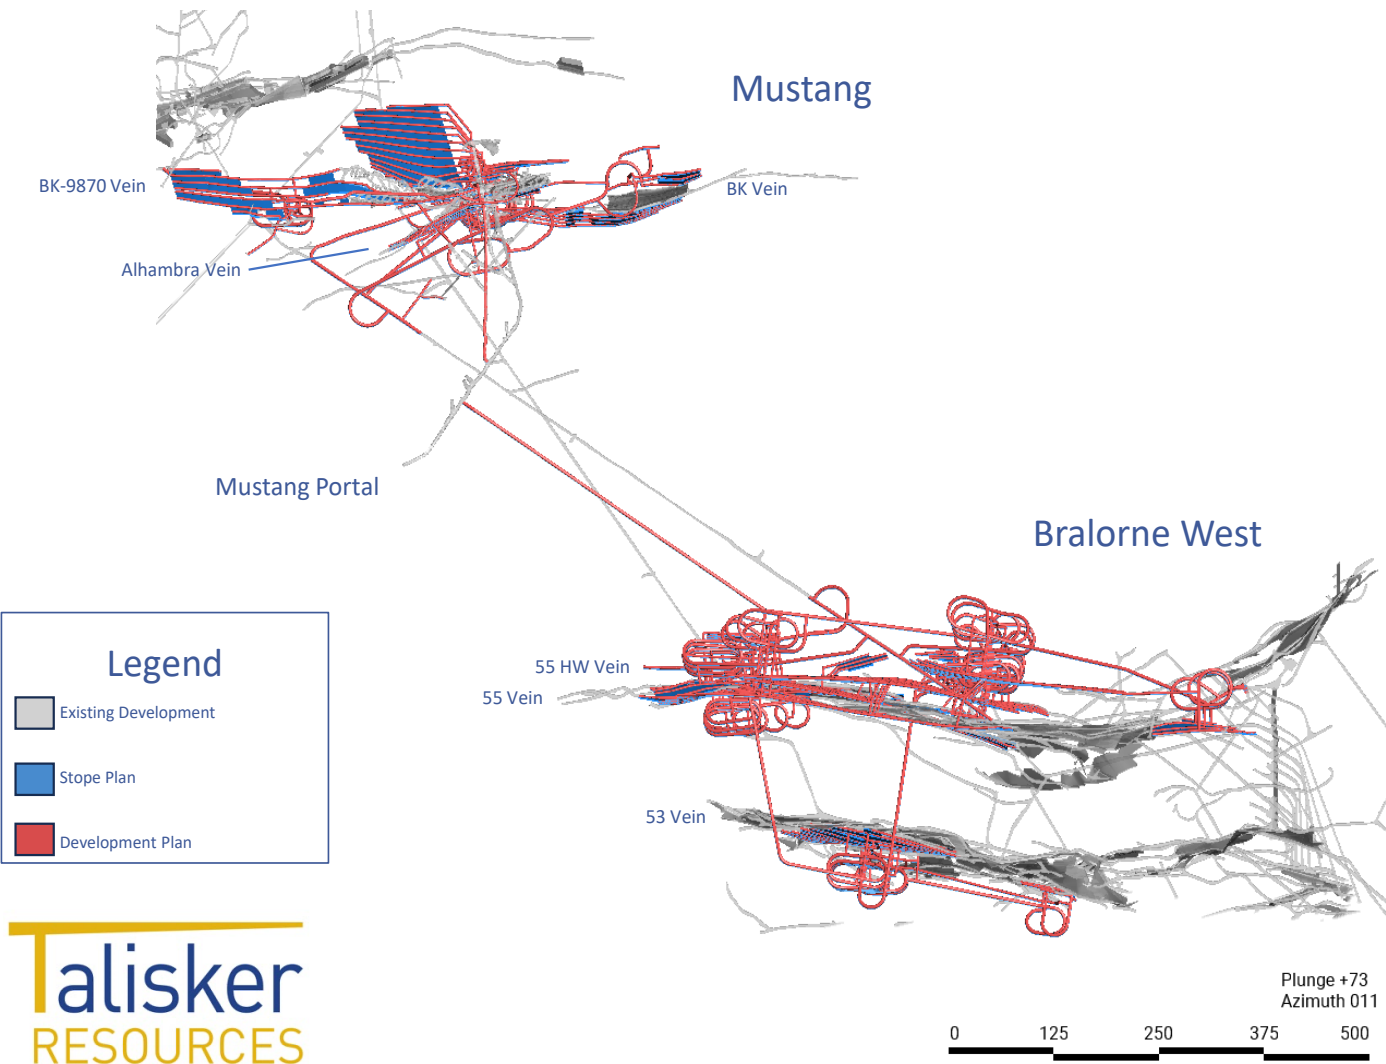 Mustang
BK-9870 Vein
BK Vein
Alhambra Vein
Mustang Portal
Bralorne West
55 HW Vein
55 Vein
53 Vein
Legend
Existing Development
Stope Plan
Development Plan
Talisker
RESOURCES
Plunge +73
Azimuth 011
0 125 250 375 500